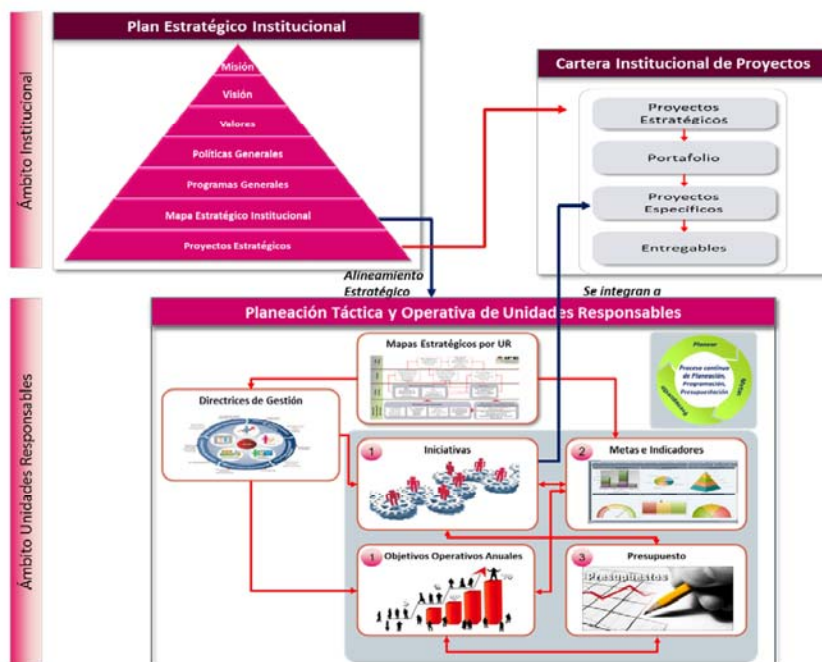 Ámbito Institucional
Plan Estratégico Institucional
Misión
Visión
Valores
Políticas Generales
Programas Generales
Mapa Estratégico Institucional
Proyectos Estratégicos
Cartera Institucional de Proyectos
Proyectos
Estratégicos
Portafolio
Proyectos
Específicos
Entregables
Alineamiento
Estratégico
Se integran a
Ámbito Unidades Responsables
Planeación Táctica y Operativa de Unidades Responsables
Mapas Estratégicos por UR
Planear
Proceso continuo
de Planeación,
Programación,
Presupuestación
Directrices de Gestión
1
Iniciativas
2
Metas e Indicadores
1
Objetivos Operativos Anuales
3
Presupuesto
Presupuestos